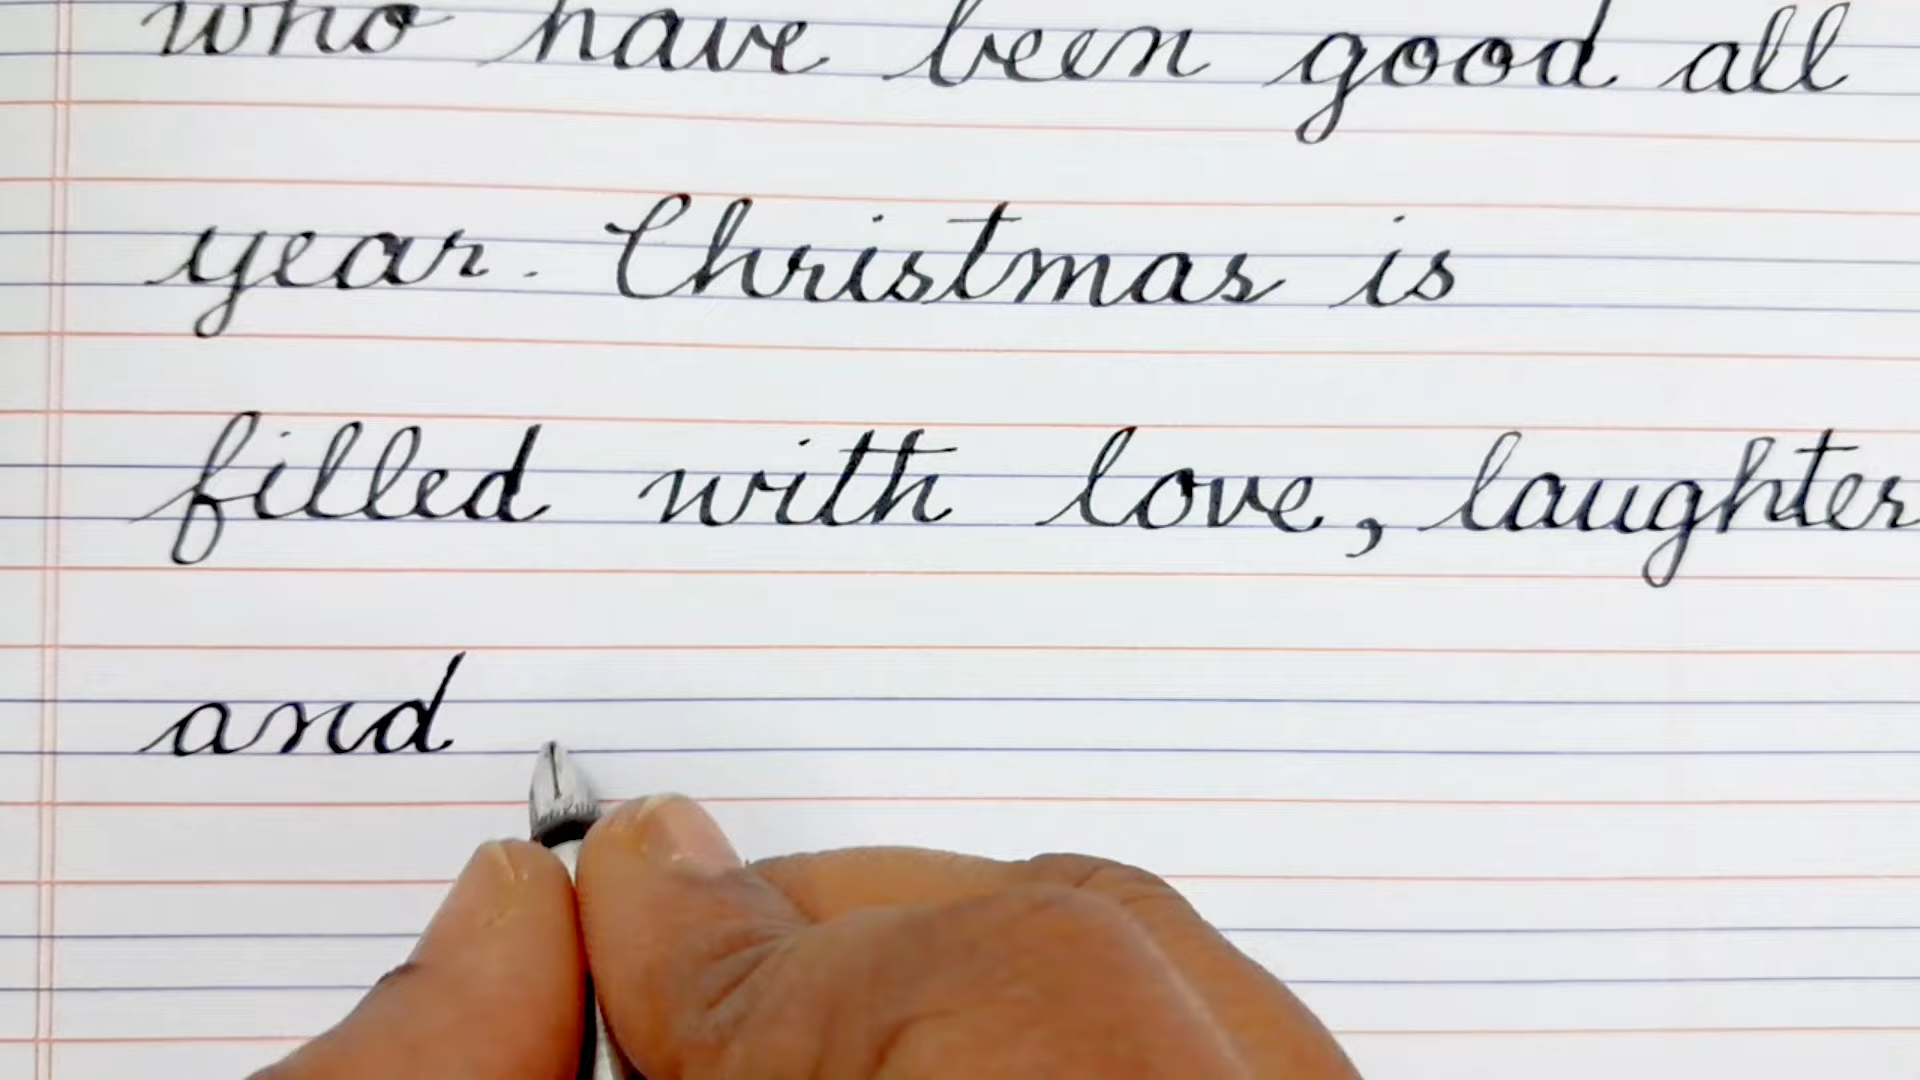 who have been good all
year. Christmas is
filled with love, laughter
and